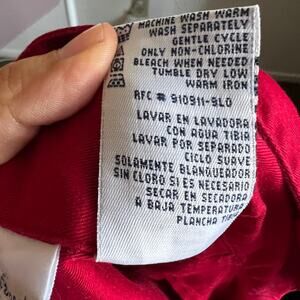 MACHINE WASH WARM
WASH SEPARATELY
GENTLE CYCLE
ONLY NON-CHLORINE
BLEACH WHEN NEEDED
TUMBLE DRY LOW
WARM IRON
RFC # 910911-9L0
LAVAR EN LAVADORA
CON AGUA TIBIA
LAVAR POR SEPARADO
CICLO SUAVE
SOLAMENTE BLANQUEADOR
SIN CLORO SI ES NECESARIO
SECAR EN SECADORA
A BAJA TEMPERATURA
PLANCHA TIBIA